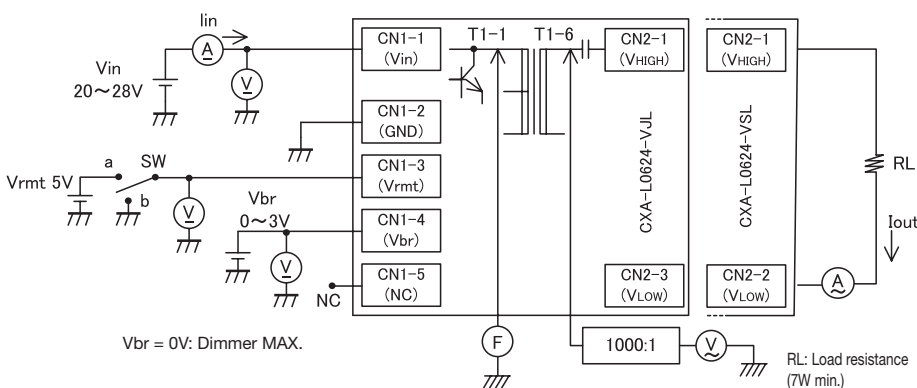 Iin
A
Vin
20～28V
V
CN1-1
(VIN)
T1-1
T1-6
CN2-1
(VHIGH)
CN2-1
(VHIGH)
CN1-2
(GND)
a
SW
b
Vrmt 5V
V
CN1-3
(Vrmt)
Vbr
0～3V
V
CN1-4
(Vbr)
NC
CN1-5
(NC)
CXA-L0624-VJL
CXA-L0624-VSL
RL
Iout
CN2-3
(VLOW)
CN2-2
(VLOW)
A
Vbr = 0V: Dimmer MAX.
F
1000:1
V
RL: Load resistance
(7W min.)